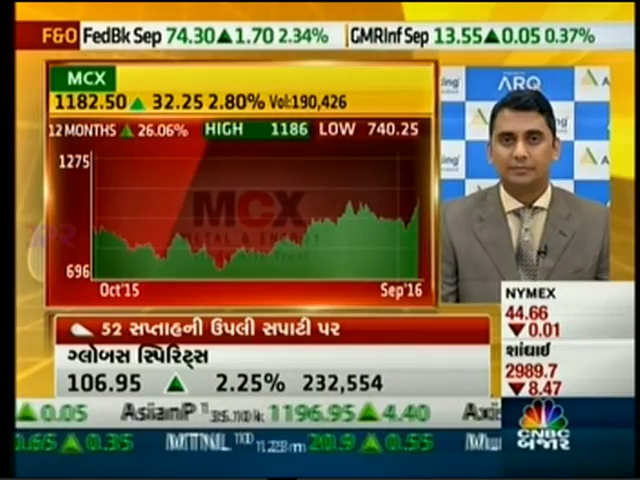 F&O FedBk Sep 74.30▲1.70 2.34% GMRInf Sep 13.55▲0.05 0.37%
MCX
1182.50 ▲ 32.25 2.80% Vol:190,426
12 MONTHS ▲ 26.06% HIGH 1186 LOW 740.25
1275
MCX
METAL & ENERGY
696
Oct'15 Sep'16
ARQ
NYMEX
44.66
▼0.01
શાંઘાઈ
2989.7
▼8.47
52 સપ્તાહની ઉપલી સપાટી પર
ગ્લોબસ સ્પિરિટ્સ
106.95 ▲ 2.25% 232,554
▲0.05 AsianP 1196.95▲4.40
▲0.35 MTNL 20.9▲0.55
CNBC
બજાર